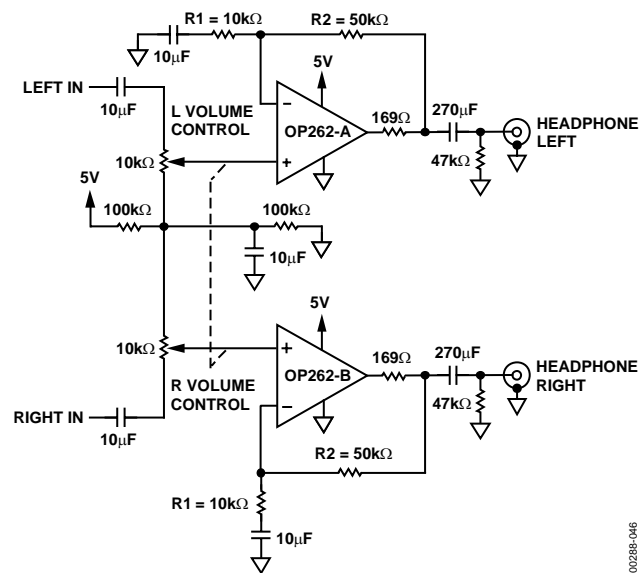 R1 = 10kΩ
R2 = 50kΩ
10μF
5V
LEFT IN
10μF
L VOLUME
CONTROL
OP262-A
169Ω
270μF
HEADPHONE
LEFT
47kΩ
10kΩ
5V
100kΩ
100kΩ
10μF
5V
10kΩ
OP262-B
169Ω
270μF
HEADPHONE
RIGHT
47kΩ
R VOLUME
CONTROL
RIGHT IN
10μF
R2 = 50kΩ
R1 = 10kΩ
10μF
00288-046